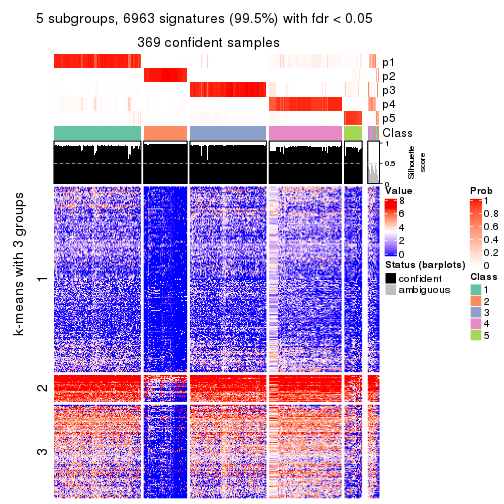 5 subgroups, 6963 signatures (99.5%) with fdr < 0.05
369 confident samples
p1
p2
p3
p4
p5
Class
1
0.5
0
Silhouette
score
k-means with 3 groups
1
2
3
Value
8
6
4
2
0
Status (barplots)
confident
ambiguous
Prob
1
0.8
0.6
0.4
0.2
0
Class
1
2
3
4
5